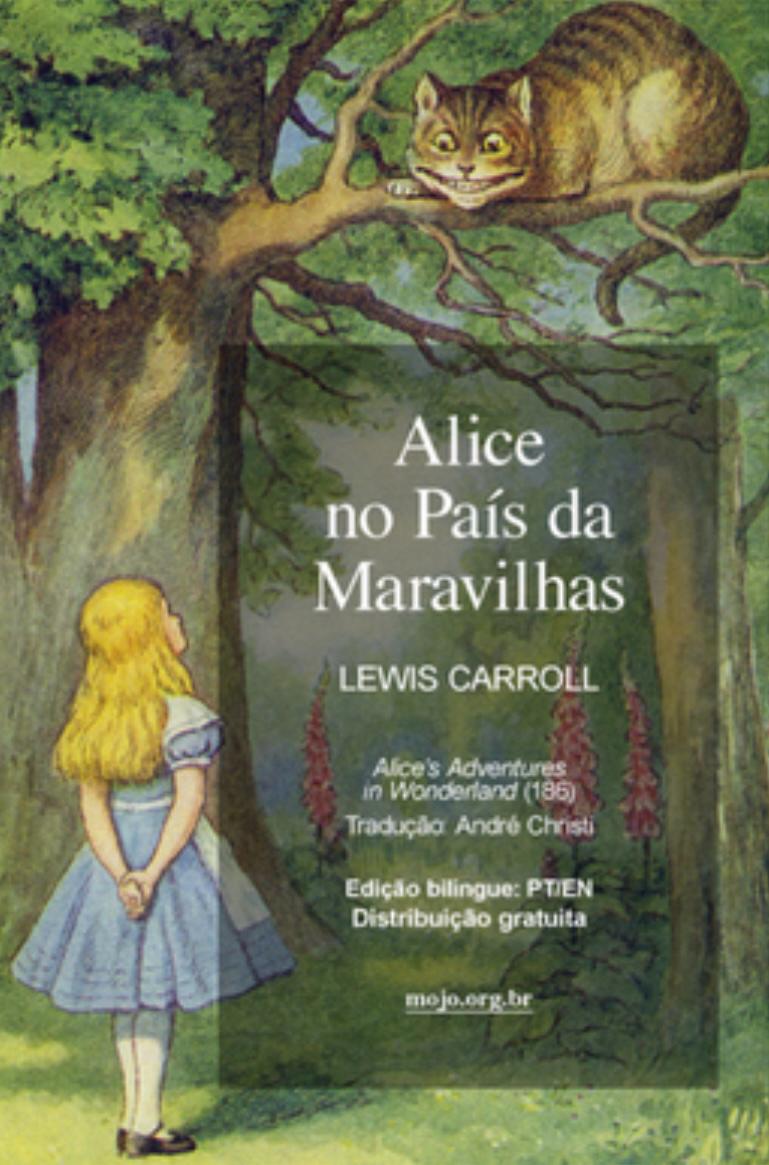 Alice
no País da
Maravilhas
LEWIS CARROLL
Alice's Adventures
in Wonderland (186)
Tradução: André Christi
Edição bilingue: PT/EN
Distribuição gratuita
mojo.org.br